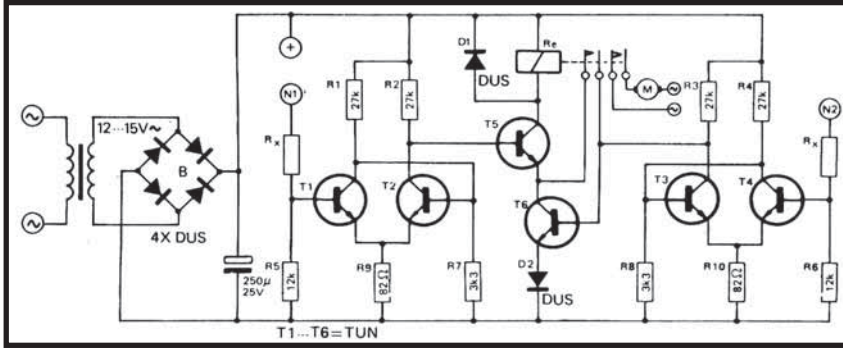 12...15V~
B
4X DUS
250µ
25V
+
N1
Rx
R1
27k
R2
27k
D1
DUS
Re
M
R3
27k
R4
27k
N2
Rx
T1
T2
T5
T6
T3
T4
R5
12k
R9
82Ω
R7
3k3
D2
DUS
R8
3k3
R10
82Ω
R6
12k
T1...T6=TUN